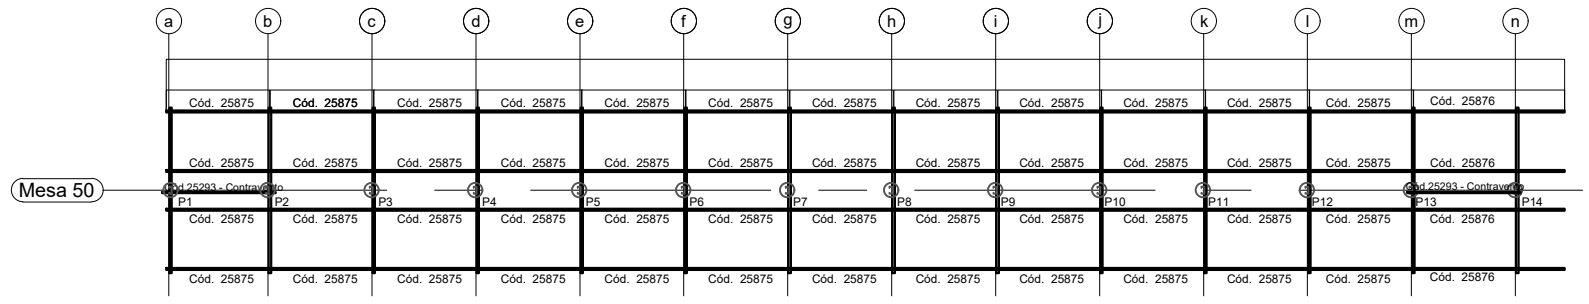 a b c d e f g h i j k l m n
Cód. 25875 Cód. 25875 Cód. 25875 Cód. 25875 Cód. 25875 Cód. 25875 Cód. 25875 Cód. 25875 Cód. 25875 Cód. 25875 Cód. 25875 Cód. 25875 Cód. 25876
Cód. 25875 Cód. 25875 Cód. 25875 Cód. 25875 Cód. 25875 Cód. 25875 Cód. 25875 Cód. 25875 Cód. 25875 Cód. 25875 Cód. 25875 Cód. 25875 Cód. 25876
Mesa 50 Cód.25293 - Contravento Cód.25293 - Contravento
P1 P2 P3 P4 P5 P6 P7 P8 P9 P10 P11 P12 P13 P14
Cód. 25875 Cód. 25875 Cód. 25875 Cód. 25875 Cód. 25875 Cód. 25875 Cód. 25875 Cód. 25875 Cód. 25875 Cód. 25875 Cód. 25875 Cód. 25875 Cód. 25876
Cód. 25875 Cód. 25875 Cód. 25875 Cód. 25875 Cód. 25875 Cód. 25875 Cód. 25875 Cód. 25875 Cód. 25875 Cód. 25875 Cód. 25875 Cód. 25875 Cód. 25876